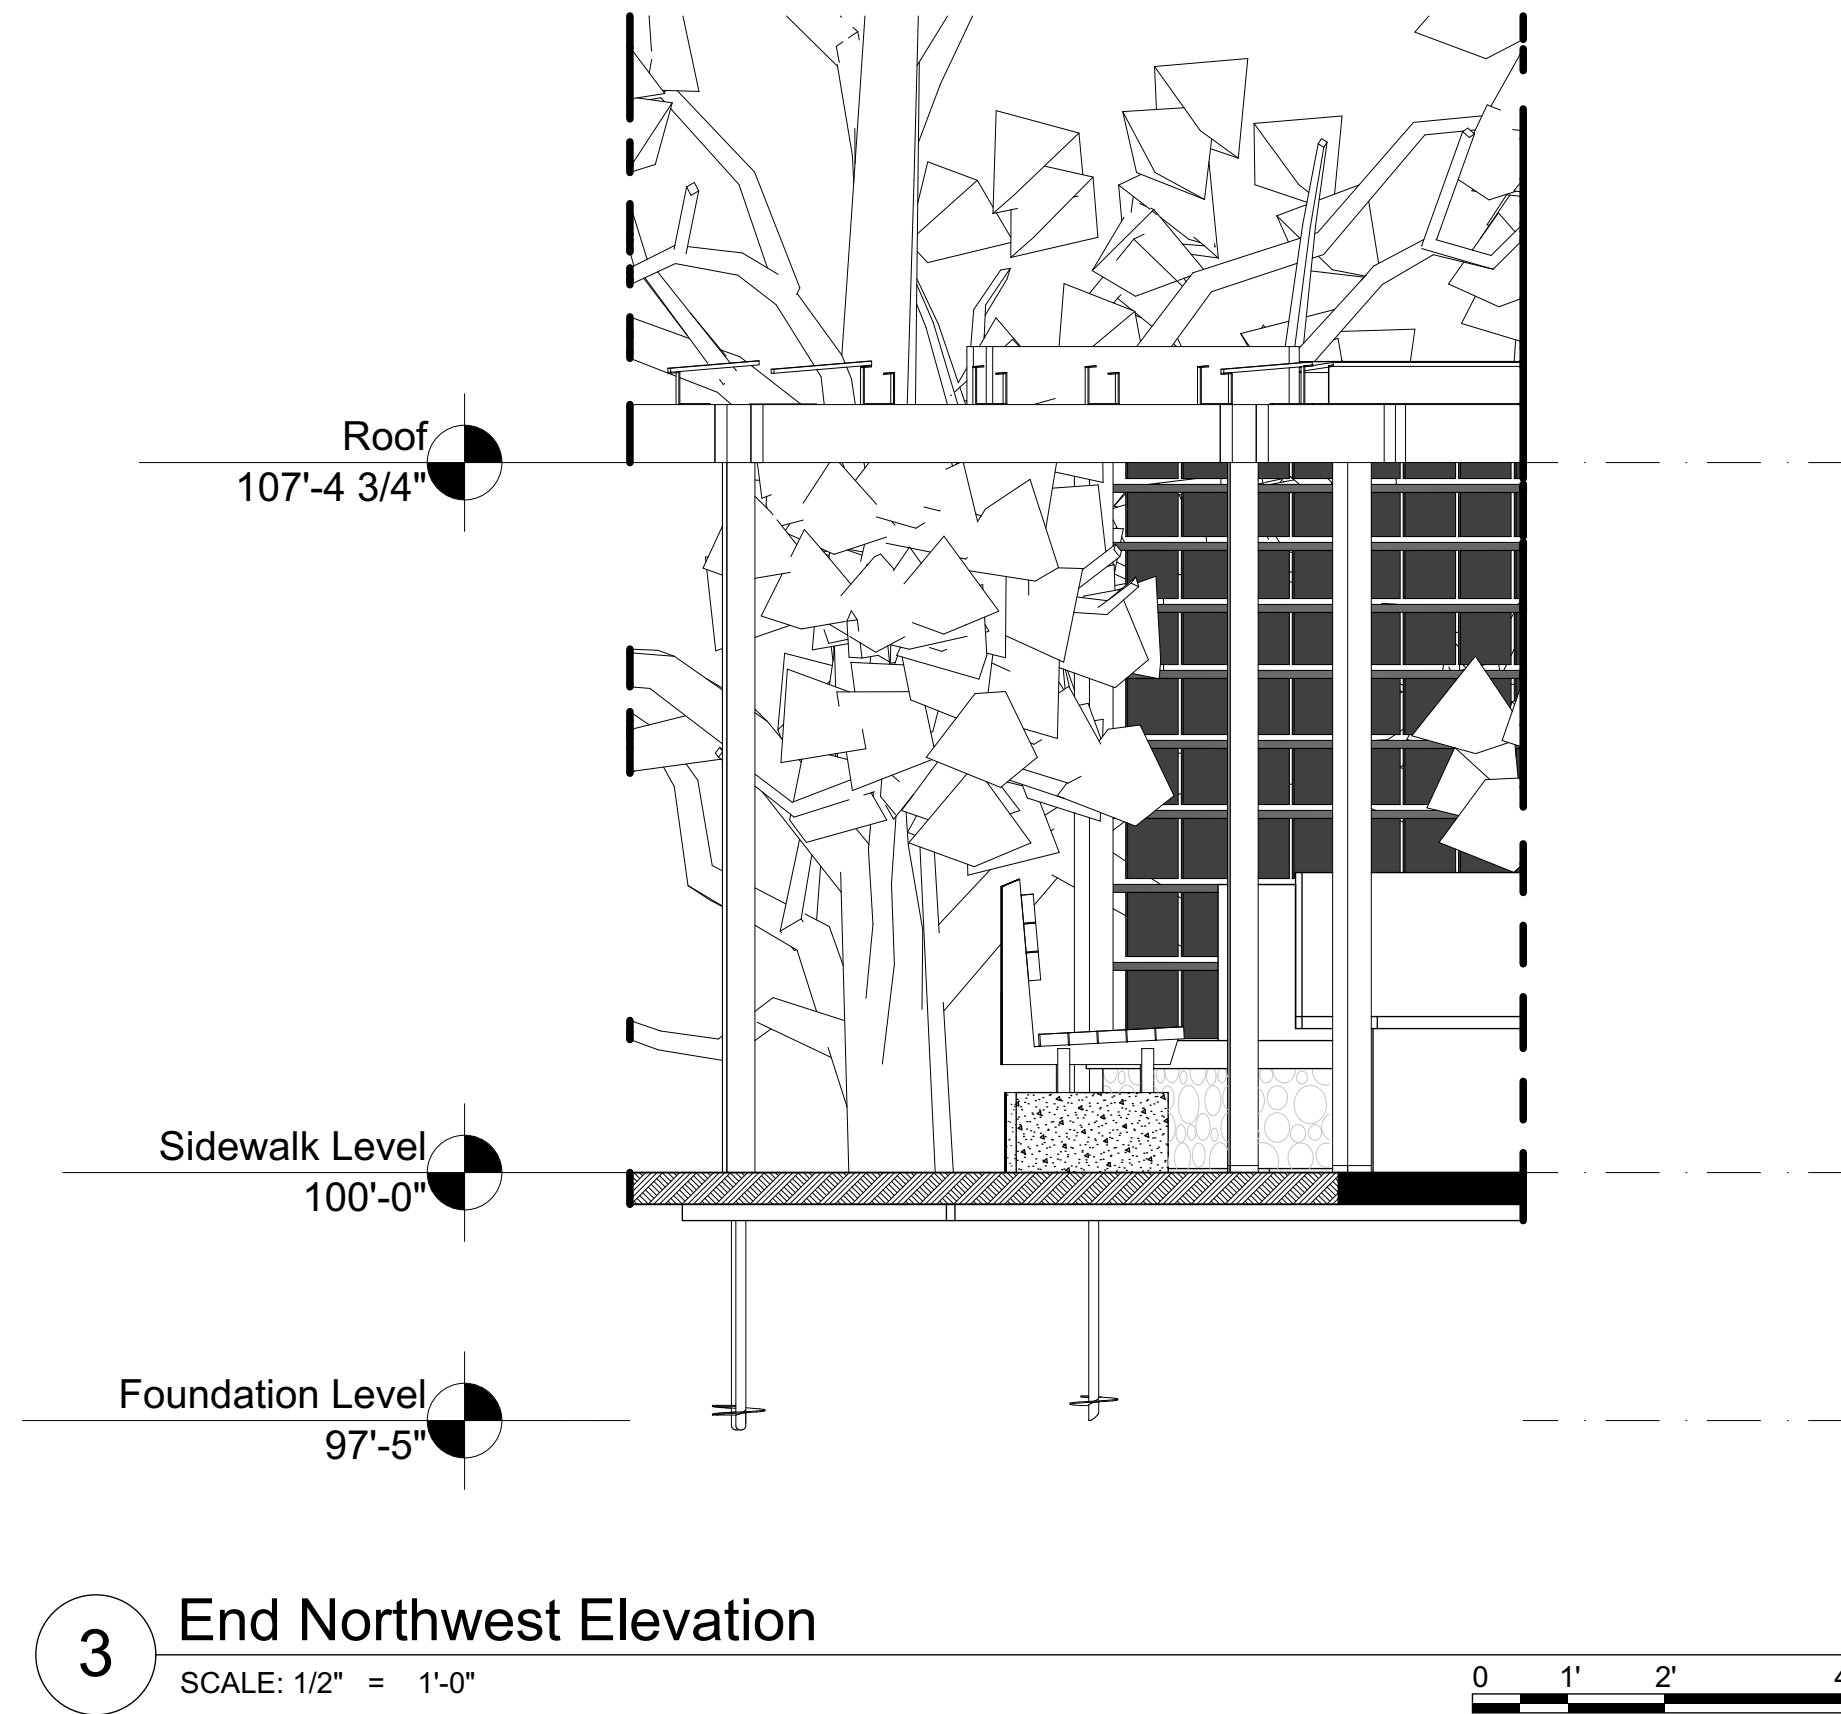 Roof
107'-4 3/4"
Sidewalk Level
100'-0"
Foundation Level
97'-5"
3
End Northwest Elevation
SCALE: 1/2" = 1'-0"
0 1' 2' 4